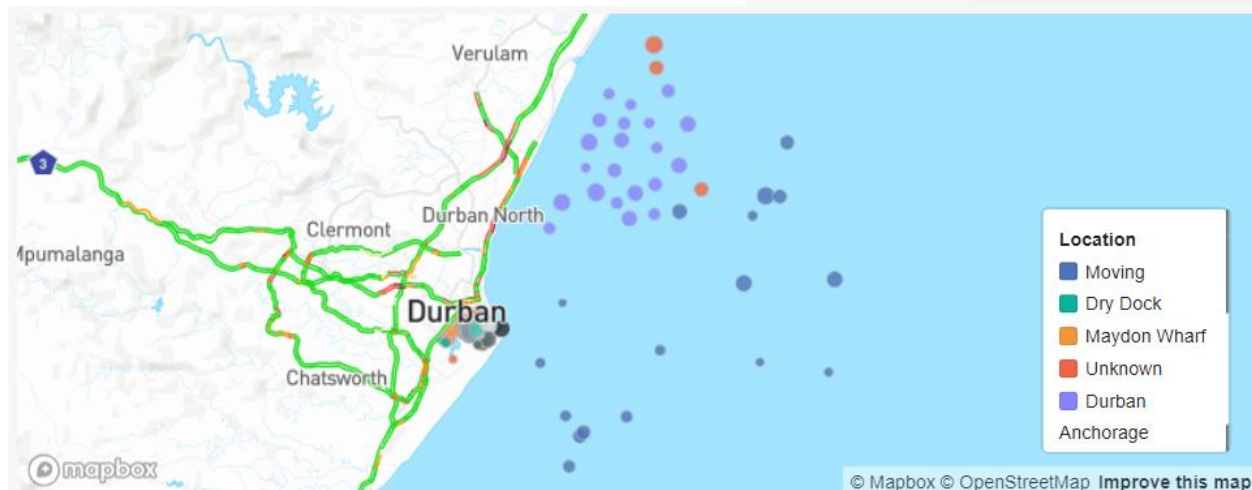 Verulam
3
Durban North
Clermont
Mpumalanga
Durban
Chatsworth
Location
Moving
Dry Dock
Maydon Wharf
Unknown
Durban
Anchorage
mapbox
© Mapbox © OpenStreetMap Improve this map